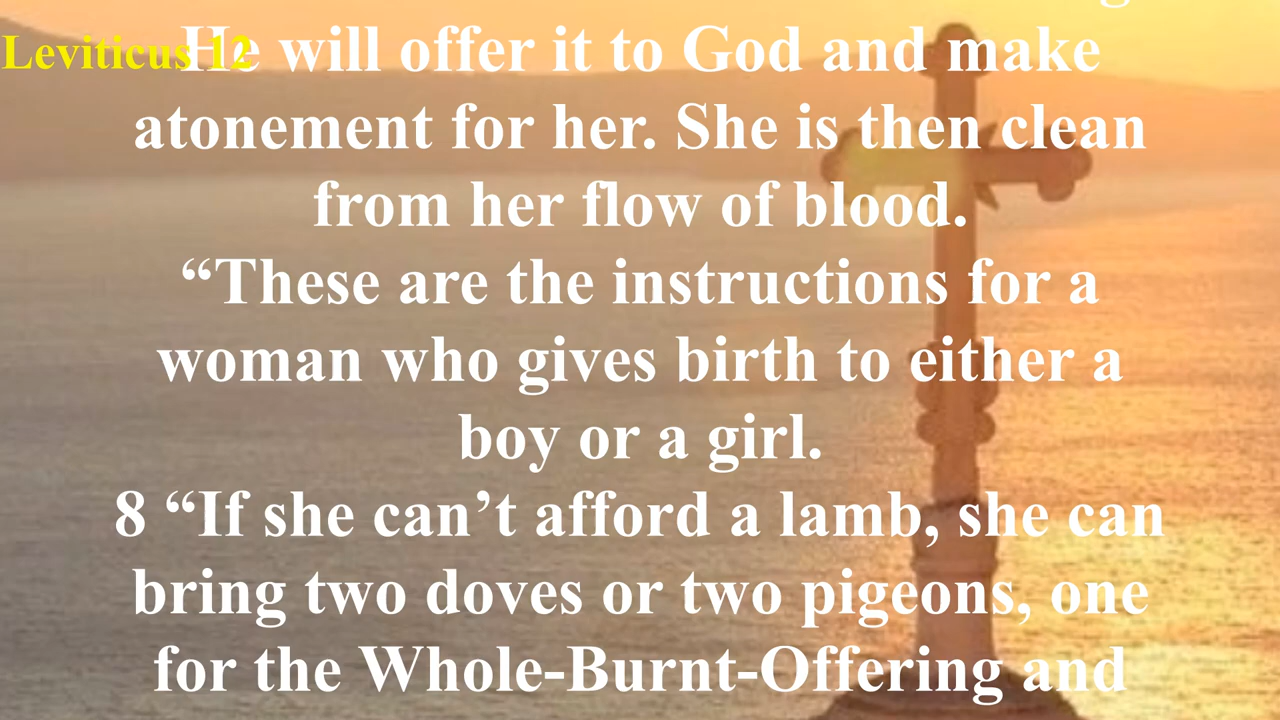 Leviticus 12
He will offer it to God and make
atonement for her. She is then clean
from her flow of blood.
“These are the instructions for a
woman who gives birth to either a
boy or a girl.
8 “If she can’t afford a lamb, she can
bring two doves or two pigeons, one
for the Whole-Burnt-Offering and